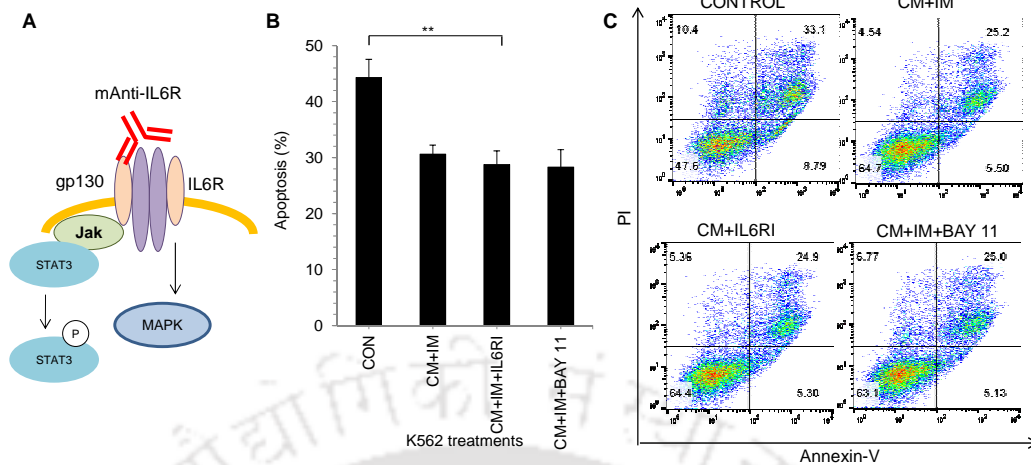 A
mAnti-IL6R
gp130
IL6R
Jak
STAT3
P
STAT3
MAPK
B
**
Apoptosis (%)
50
40
30
20
10
0
CON
CM+IM
CM+IM+IL6RI
CM+IM+BAY 11
K562 treatments
C
CONTROL
10.4
33.1
47.6
8.79
CM+IM
4.54
25.2
64.7
5.50
CM+IL6RI
5.36
24.9
64.4
5.30
CM+IM+BAY 11
6.77
25.0
63.1
5.13
PI
Annexin-V